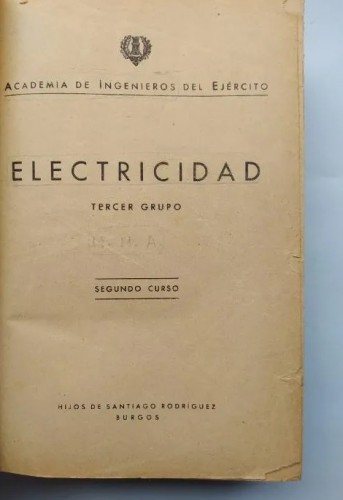 ACADEMIA DE INGENIEROS DEL EJÉRCITO
ELECTRICIDAD
TERCER GRUPO
SEGUNDO CURSO
HIJOS DE SANTIAGO RODRIGUEZ
BURGOS